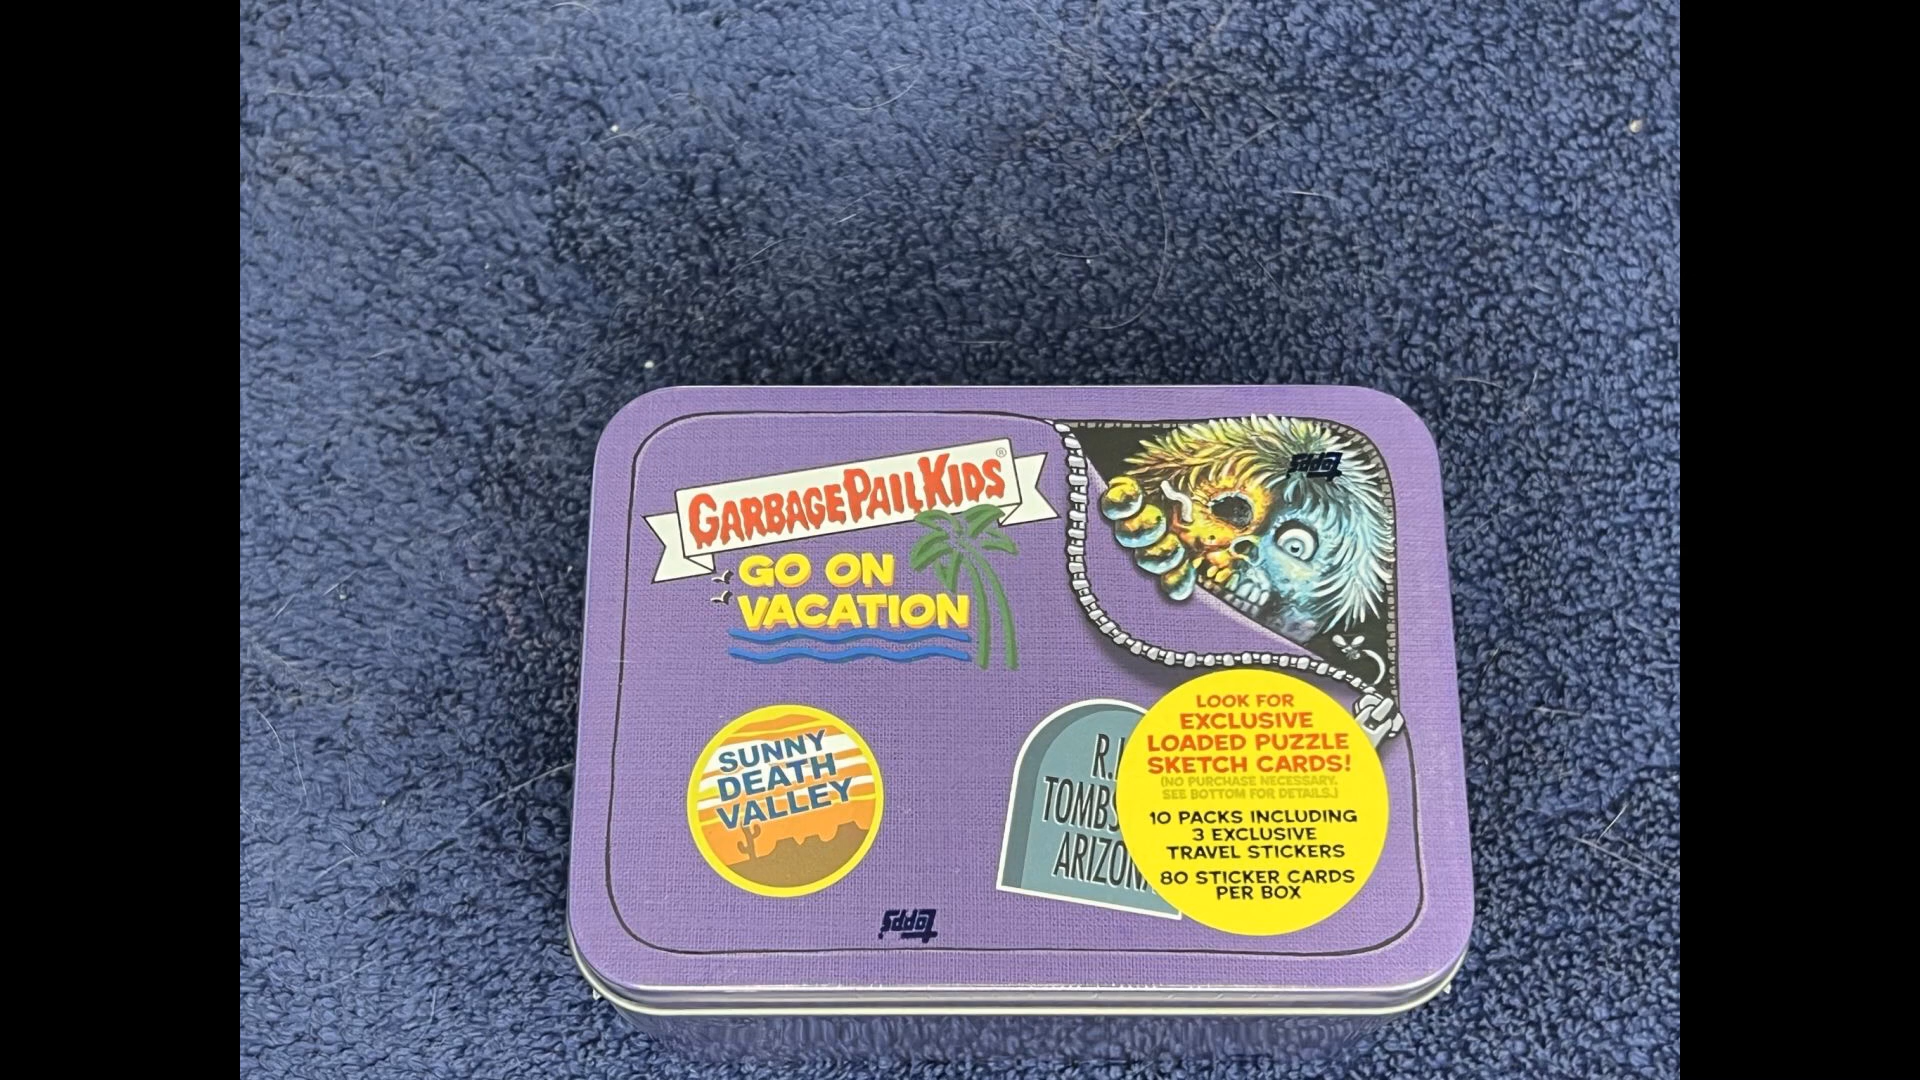 GARBAGE PAIL KIDS®
GO ON
VACATION
Topps
SUNNY
DEATH
VALLEY
R.I
TOMBS
ARIZON
LOOK FOR
EXCLUSIVE
LOADED PUZZLE
SKETCH CARDS!
(NO PURCHASE NECESSARY.
SEE BOTTOM FOR DETAILS.)
10 PACKS INCLUDING
3 EXCLUSIVE
TRAVEL STICKERS
80 STICKER CARDS
PER BOX
Topps